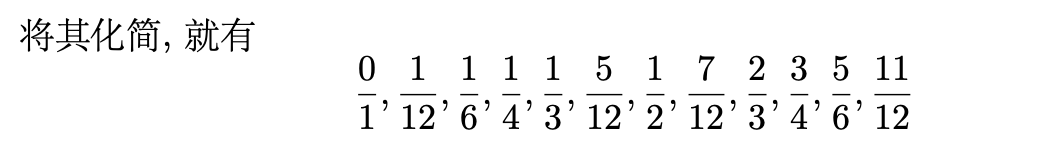 将其化简, 就有
0/1, 1/12, 1/6, 1/4, 1/3, 5/12, 1/2, 7/12, 2/3, 3/4, 5/6, 11/12